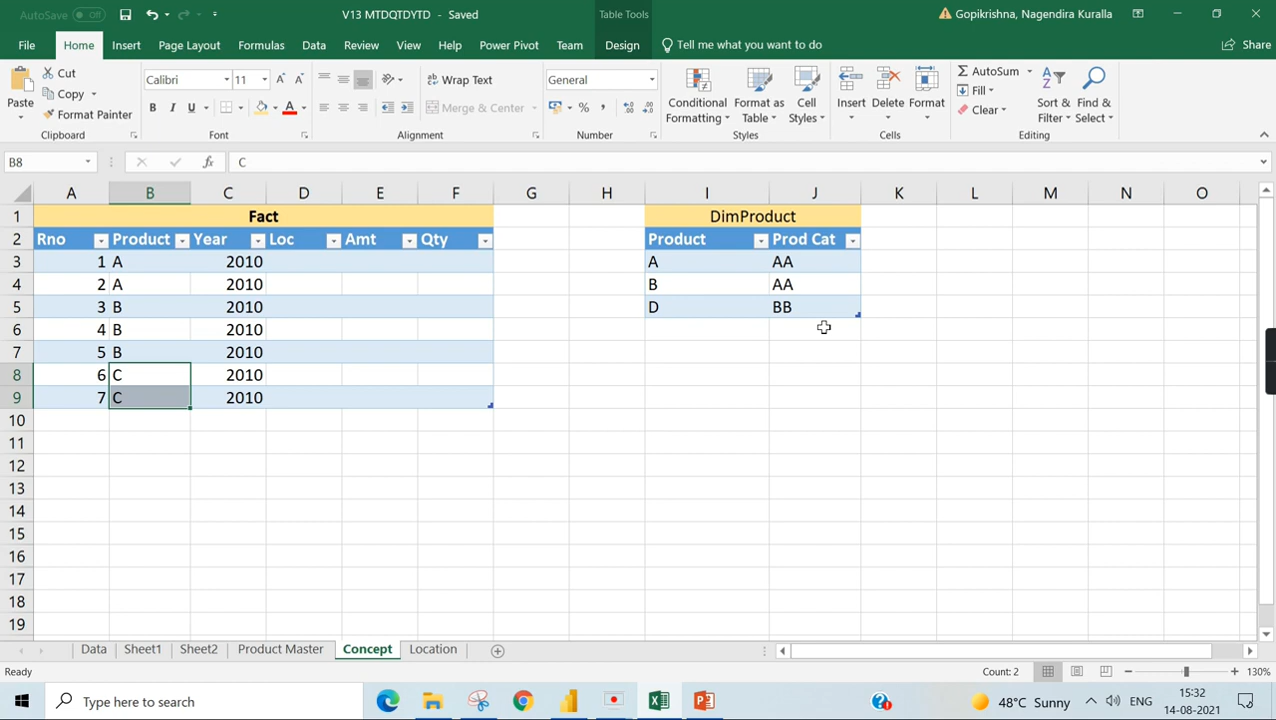 AutoSave Off V13 MTDQTDYTD - Saved Table Tools Gopikrishna, Nagendira Kuralla
File Home Insert Page Layout Formulas Data Review View Help Power Pivot Team Design Tell me what you want to do Share
Paste Cut Copy Format Painter Clipboard
Calibri 11 B I U A Font
Wrap Text Merge & Center Alignment
General % , Number
Conditional Formatting Format as Table Cell Styles Styles
Insert Delete Format Cells
AutoSum Fill Clear Sort & Filter Find & Select Editing
B8 fx C
A B C D E F G H I J K L M N O
1 Fact DimProduct
2 Rno Product Year Loc Amt Qty Product Prod Cat
3 1 A 2010 A AA
4 2 A 2010 B AA
5 3 B 2010 D BB
6 4 B 2010
7 5 B 2010
8 6 C 2010
9 7 C 2010
10
11
12
13
14
15
16
17
18
19
Data Sheet1 Sheet2 Product Master Concept Location
Ready Count: 2 130%
Type here to search 48°C Sunny ENG 15:32
14-08-2021